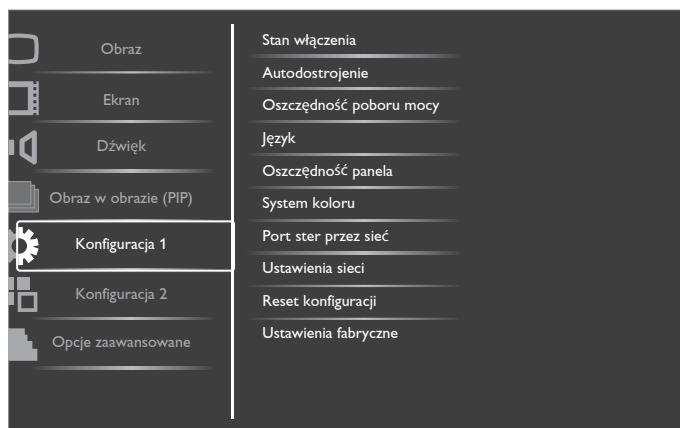 Obraz
Ekran
Dźwięk
Obraz w obrazie (PIP)
Konfiguracja 1
Konfiguracja 2
Opcje zaawansowane
Stan włączenia
Autodostrojenie
Oszczędność poboru mocy
Język
Oszczędność panela
System koloru
Port ster przez sieć
Ustawienia sieci
Reset konfiguracji
Ustawienia fabryczne